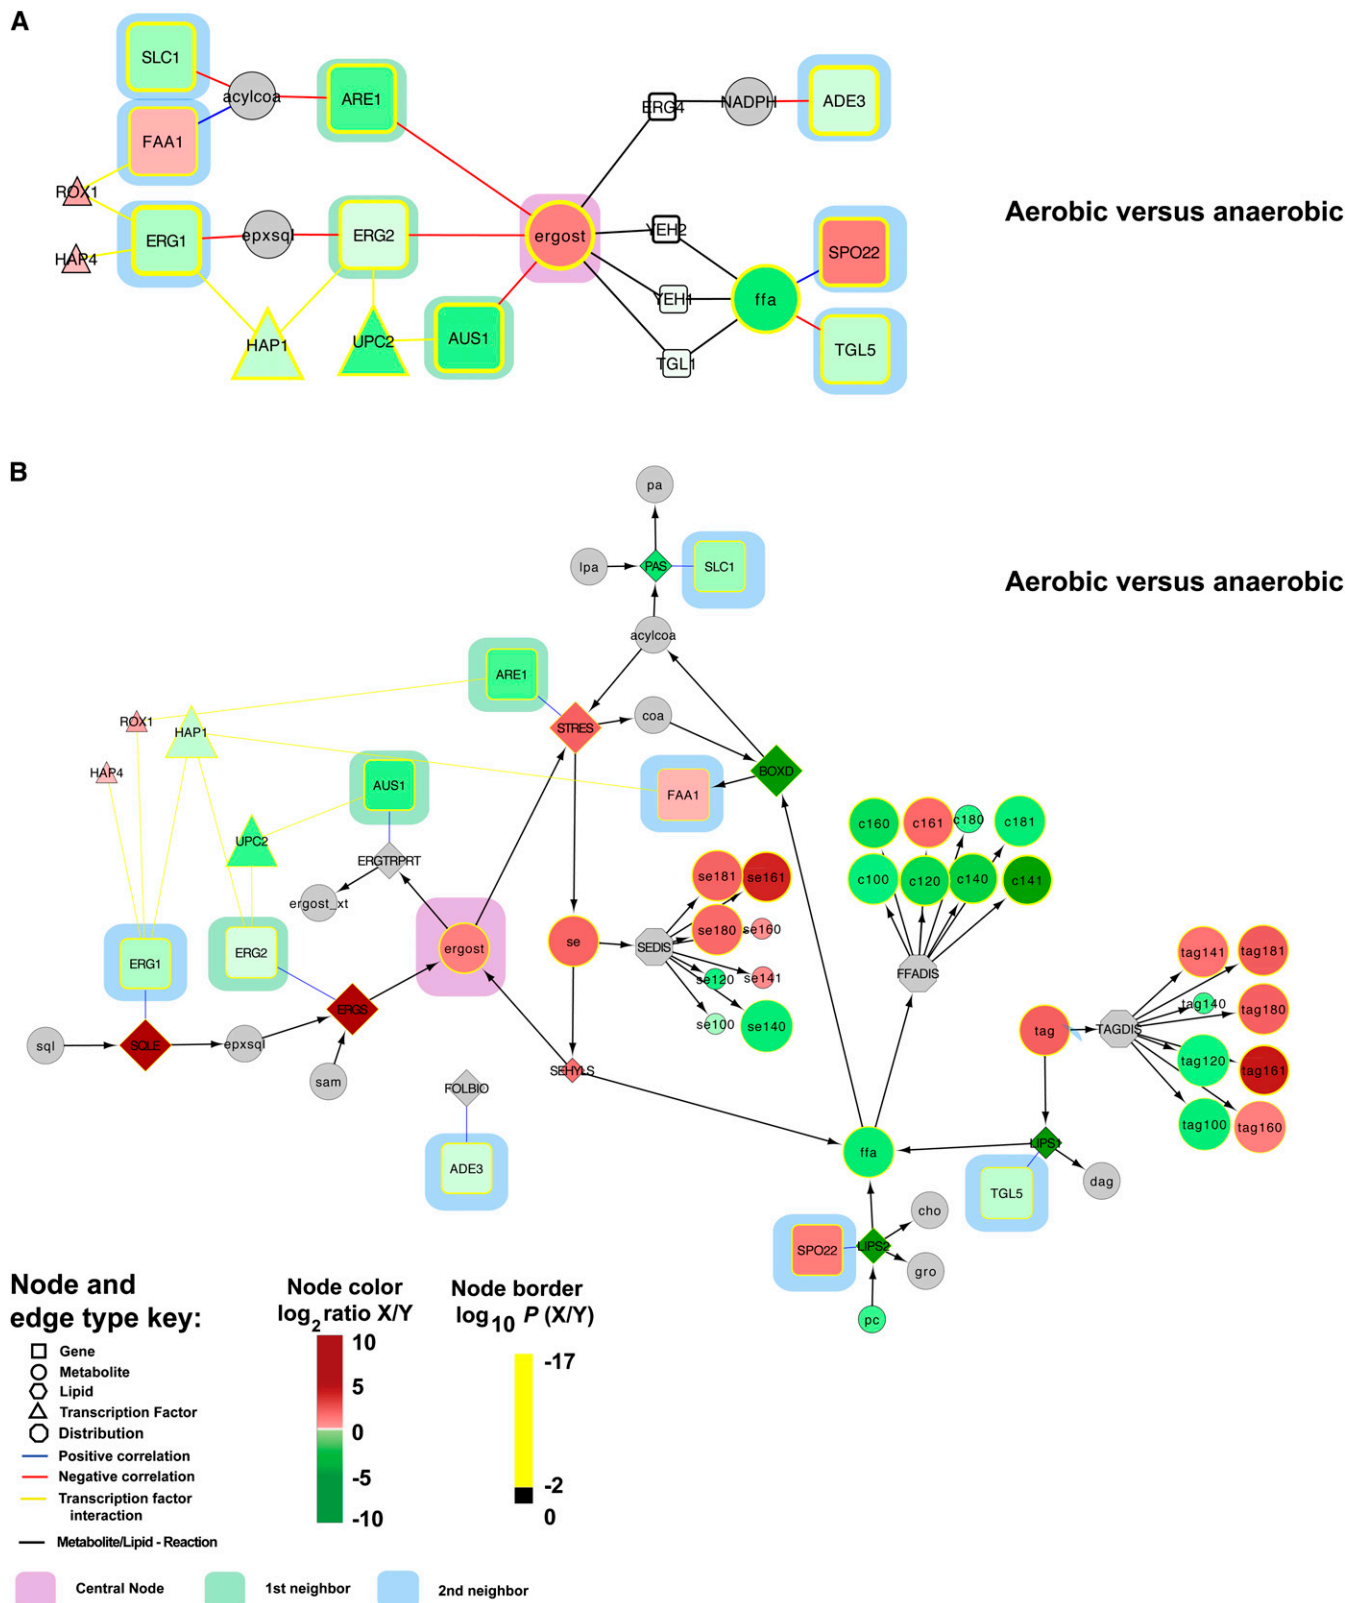 A
SLC1
acylcoa
ARE1
ERG4
NADPH
ADE3
FAA1
ROX1
Aerobic versus anaerobic
ERG1
epxsql
ERG2
ergost
YEH2
SPO22
HAP4
YEH1
ffa
HAP1
UPC2
AUS1
TGL1
TGL5
B
pa
lpa
PAS
SLC1
Aerobic versus anaerobic
acylcoa
ARE1
ROX1
HAP1
STRES
coa
HAP4
AUS1
FAA1
BOXD
UPC2
c160
c161
c180
c181
ERGTRPRT
ergost_xt
se181
se161
c100
c120
c140
c141
ERG1
ERG2
ergost
se
SEDIS
se180
se160
se120
se141
FFADIS
tag141
tag181
ERGS
se100
se140
tag140
tag180
sql
SQLE
epxsql
tag
TAGDIS
tag120
tag161
sam
SEHYLS
FOLBIO
tag100
tag160
ADE3
ffa
LIPS1
TGL5
dag
cho
SPO22
LIPS2
gro
pc
Node and
edge type key:
Gene
Metabolite
Lipid
Transcription Factor
Distribution
Positive correlation
Negative correlation
Transcription factor
interaction
Metabolite/Lipid - Reaction
Node color
log2 ratio X/Y
10
5
0
-5
-10
Node border
log10 P (X/Y)
-17
-2
0
Central Node
1st neighbor
2nd neighbor